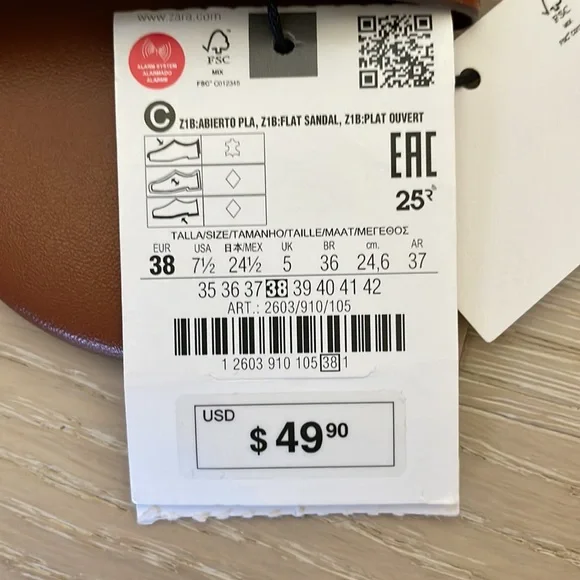 www.zara.com
ALARM SYSTEM
ALARMADO
ALARME
FSC
MIX
FSC® C012345
C Z1B:ABIERTO PLA, Z1B:FLAT SANDAL, Z1B:PLAT OUVERT
EAC
25
TALLA/SIZE/TAMANHO/TAILLE/MAAT/ΜΕΓΕΘΟΣ
EUR USA 日本/MEX UK BR cm. AR
38 7½ 24½ 5 36 24,6 37
35 36 37 38 39 40 41 42
ART.: 2603/910/105
1 2603 910 105 38 1
USD
$ 49 90